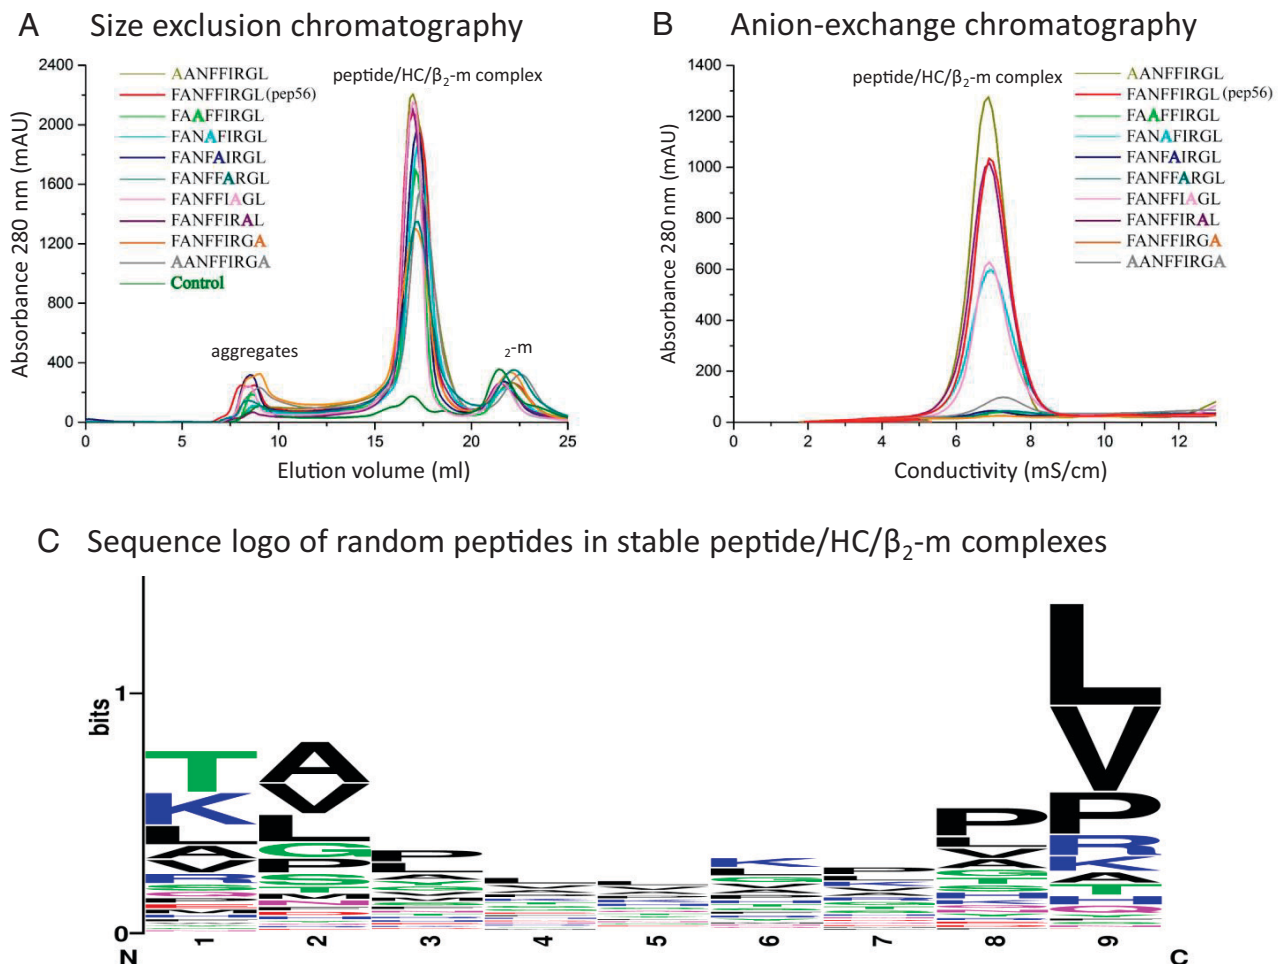 A Size exclusion chromatography
2400
2000
1600
1200
800
400
0
0 5 10 15 20 25
Absorbance 280 nm (mAU)
Elution volume (ml)
AANFFIRGL
FANFFIRGL (pep56)
FAAFFIRGL
FANAFIRGL
FANFAIRGL
FANFFARGL
FANFFIAGL
FANFFIRAL
FANFFIRGA
AANFFIRGA
Control
peptide/HC/β2-m complex
aggregates
2-m
B Anion-exchange chromatography
1400
1200
1000
800
600
400
200
0
0 2 4 6 8 10 12
Absorbance 280 nm (mAU)
Conductivity (mS/cm)
peptide/HC/β2-m complex
AANFFIRGL
FANFFIRGL (pep56)
FAAFFIRGL
FANAFIRGL
FANFAIRGL
FANFFARGL
FANFFIAGL
FANFFIRAL
FANFFIRGA
AANFFIRGA
C Sequence logo of random peptides in stable peptide/HC/β2-m complexes
bits
1
0
T K L A V R
A V L G P S T
P L
K L
P L V A
L V P R K A T H
1 2 3 4 5 6 7 8 9
N C